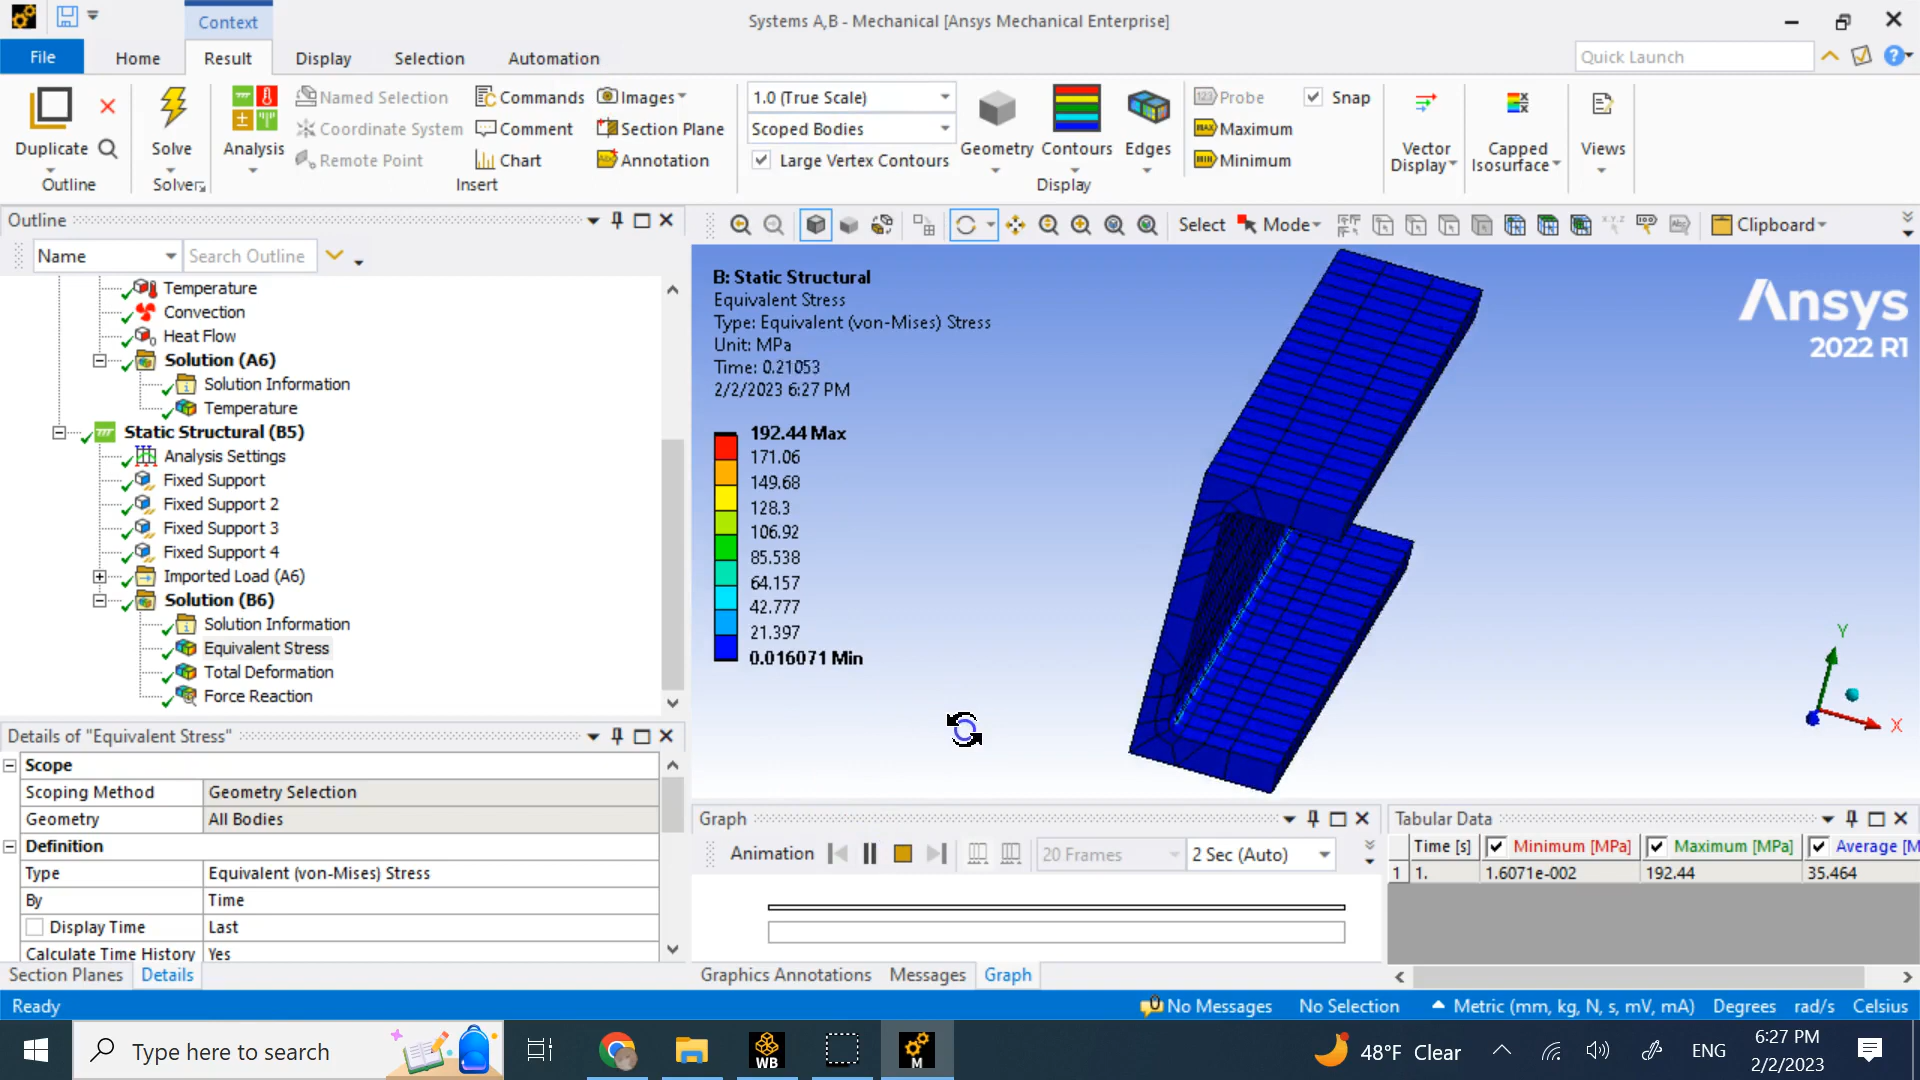 Context
Systems A,B - Mechanical [Ansys Mechanical Enterprise]
File
Home
Result
Display
Selection
Automation
Quick Launch
Duplicate
Outline
Solve
Solver
Analysis
Named Selection
Coordinate System
Remote Point
Commands
Comment
Chart
Images
Section Plane
Annotation
Insert
1.0 (True Scale)
Scoped Bodies
Large Vertex Contours
Geometry
Contours
Edges
Display
Probe
Maximum
Minimum
Snap
Vector
Display
Capped
Isosurface
Views
Outline
Name
Search Outline
Temperature
Convection
Heat Flow
Solution (A6)
Solution Information
Temperature
Static Structural (B5)
Analysis Settings
Fixed Support
Fixed Support 2
Fixed Support 3
Fixed Support 4
Imported Load (A6)
Solution (B6)
Solution Information
Equivalent Stress
Total Deformation
Force Reaction
Details of "Equivalent Stress"
Scope
Scoping Method Geometry Selection
Geometry All Bodies
Definition
Type Equivalent (von-Mises) Stress
By Time
Display Time Last
Calculate Time History Yes
Section Planes Details
Select
Mode
Clipboard
B: Static Structural
Equivalent Stress
Type: Equivalent (von-Mises) Stress
Unit: MPa
Time: 0.21053
2/2/2023 6:27 PM
192.44 Max
171.06
149.68
128.3
106.92
85.538
64.157
42.777
21.397
0.016071 Min
Ansys
2022 R1
Y
X
Graph
Animation
20 Frames
2 Sec (Auto)
Graphics Annotations Messages Graph
Tabular Data
Time [s] Minimum [MPa] Maximum [MPa] Average [M
1 1. 1.6071e-002 192.44 35.464
Ready
No Messages
No Selection
Metric (mm, kg, N, s, mV, mA)
Degrees
rad/s
Celsius
Type here to search
WB
M
48°F Clear
ENG
6:27 PM
2/2/2023